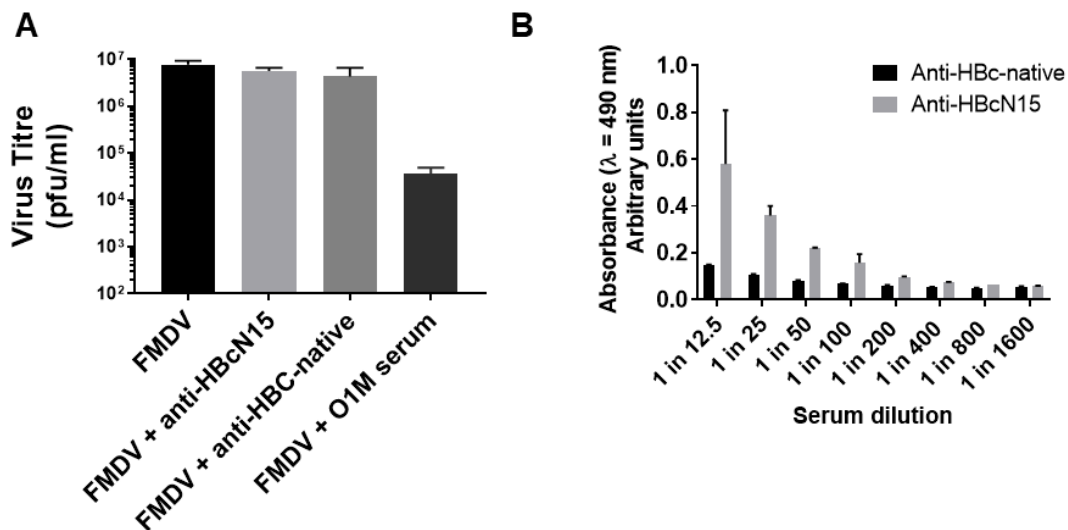 A
Virus Titre
(pfu/ml)
10⁷
10⁶
10⁵
10⁴
10³
10²
FMDV
FMDV + anti-HBcN15
FMDV + anti-HBC-native
FMDV + O1M serum
B
Absorbance (λ = 490 nm)
Arbitrary units
1.0
0.8
0.6
0.4
0.2
0.0
Anti-HBc-native
Anti-HBcN15
1 in 12.5
1 in 25
1 in 50
1 in 100
1 in 200
1 in 400
1 in 800
1 in 1600
Serum dilution